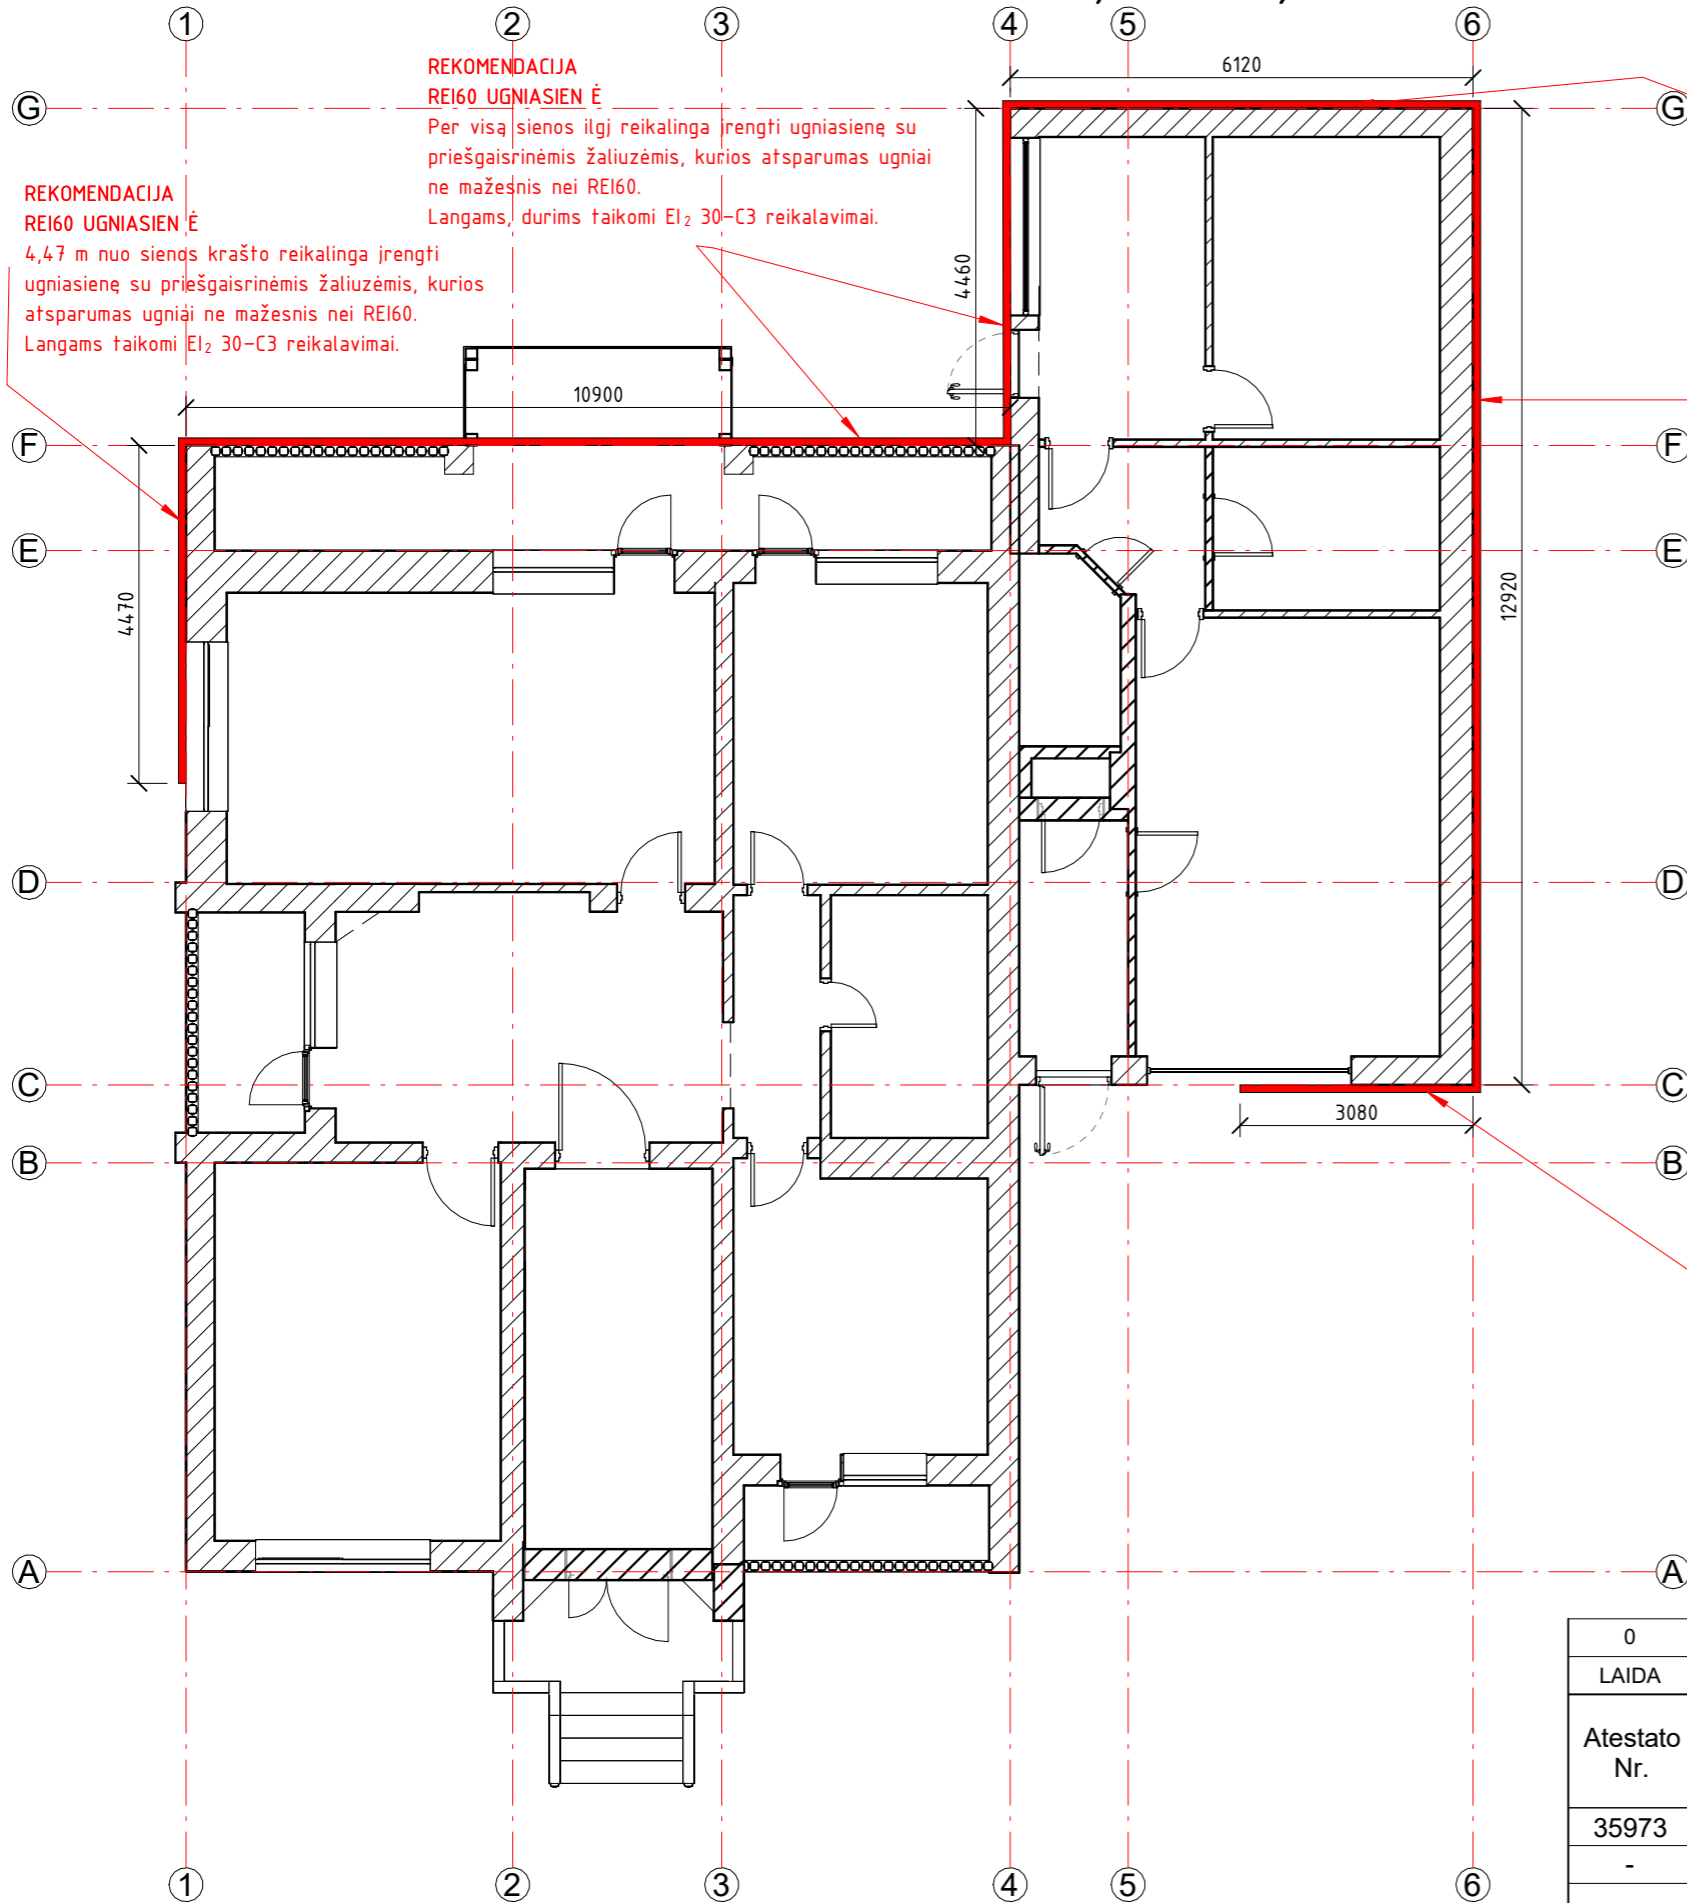 1 2 3 4 5 6
6120
G G
REKOMENDACIJA
REI60 UGNIASIEN Ė
Per visą sienos ilgį reikalinga įrengti ugniasienę su
priešgaisrinėmis žaliuzėmis, kurios atsparumas ugniai
ne mažesnis nei REI60.
Langams, durims taikomi EI₂ 30-C3 reikalavimai.
REKOMENDACIJA
REI60 UGNIASIEN Ė
4,47 m nuo sienos krašto reikalinga įrengti
ugniasienę su priešgaisrinėmis žaliuzėmis, kurios
atsparumas ugniai ne mažesnis nei REI60.
Langams taikomi EI₂ 30-C3 reikalavimai.
4460
10900
F F
E E
4470
12920
D D
C C
3080
B B
A A
0
LAIDA
Atestato
Nr.
35973
-
1 2 3 4 5 6